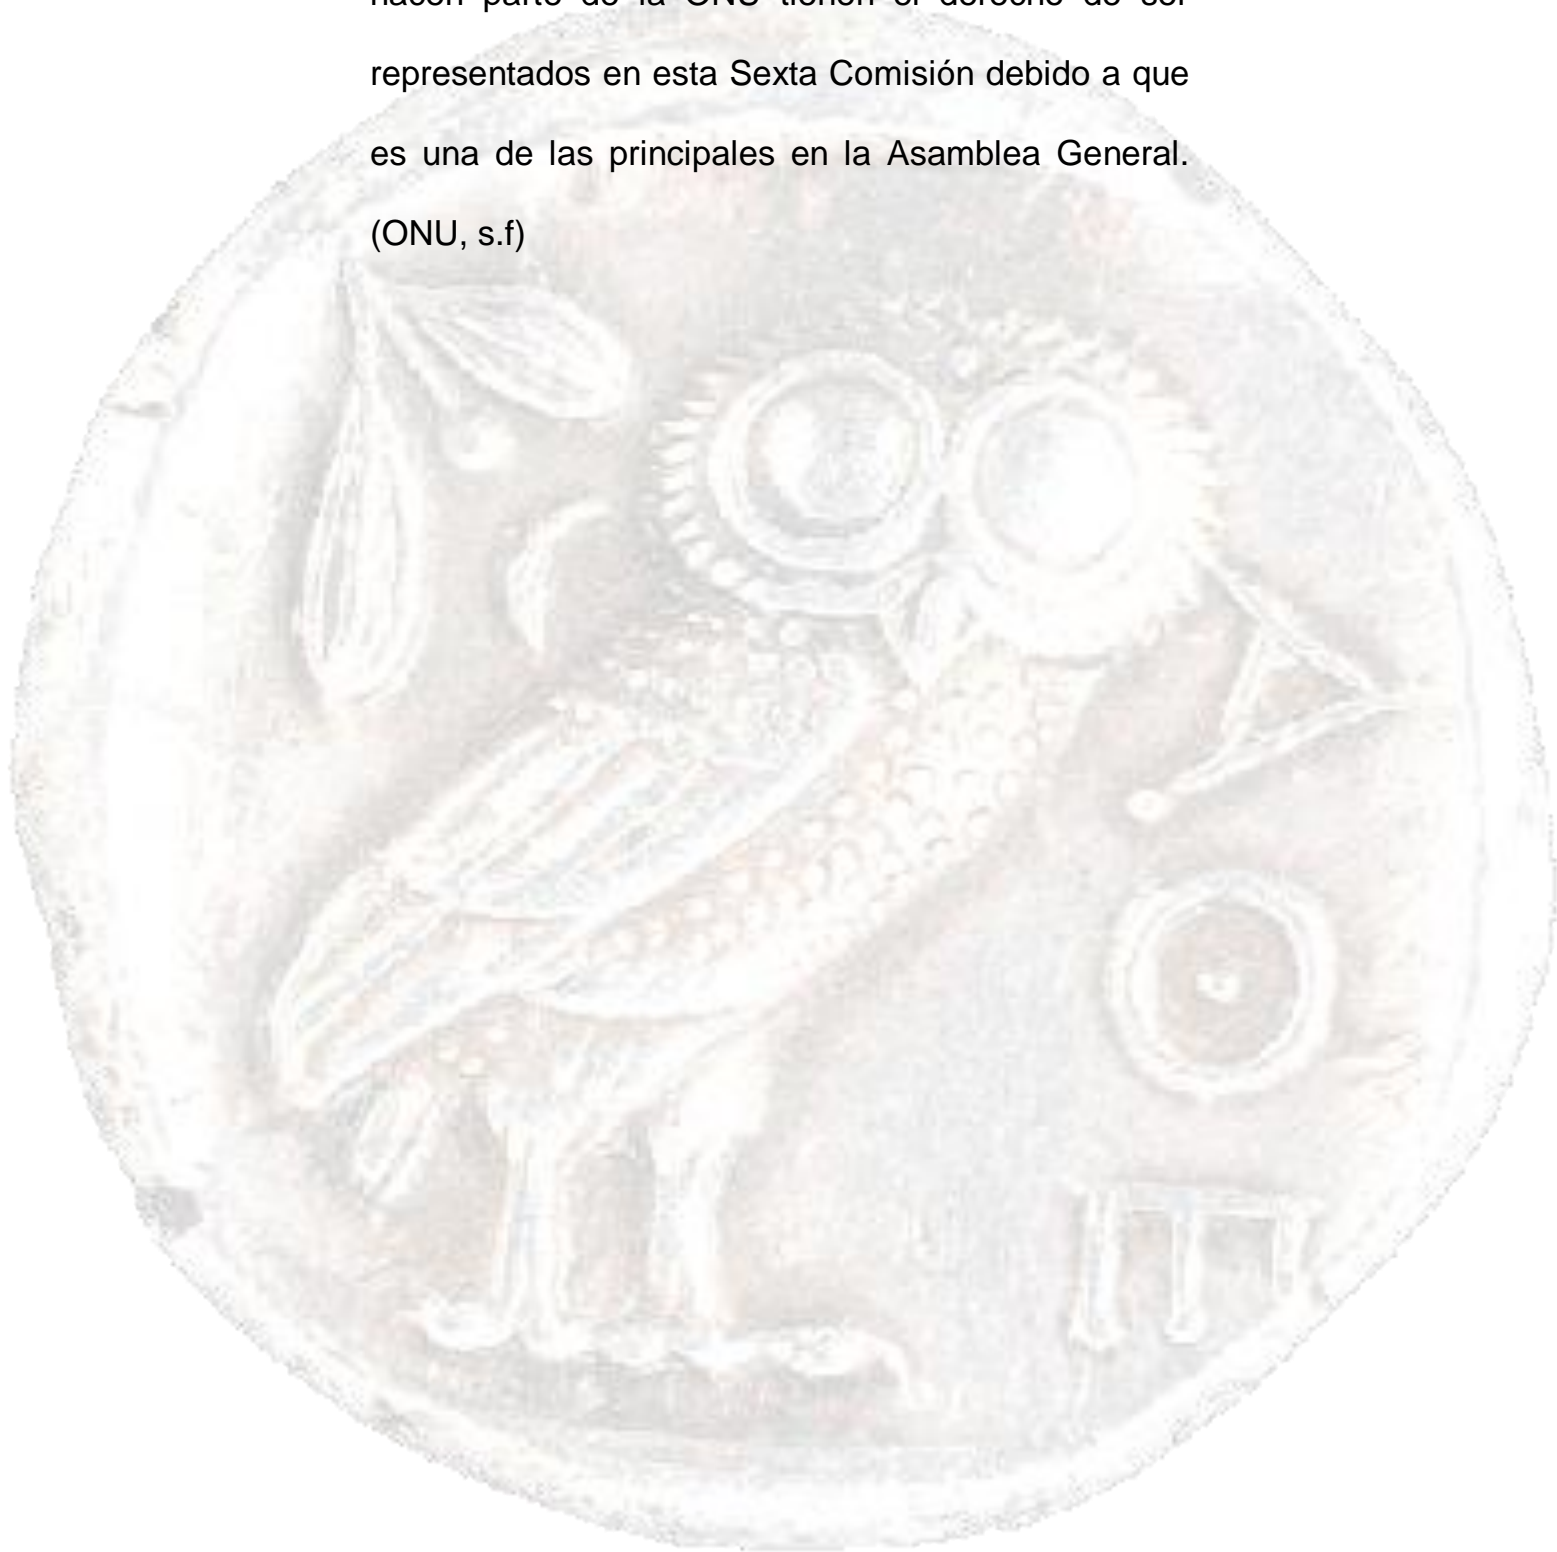 hacen parte de la ONU tienen el derecho de ser
representados en esta Sexta Comisión debido a que
es una de las principales en la Asamblea General.
(ONU, s.f)
ΑΘΕ